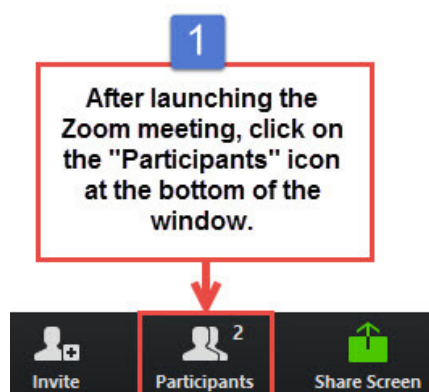 1
After launching the
Zoom meeting, click on
the "Participants" icon
at the bottom of the
window.
2
Invite Participants Share Screen